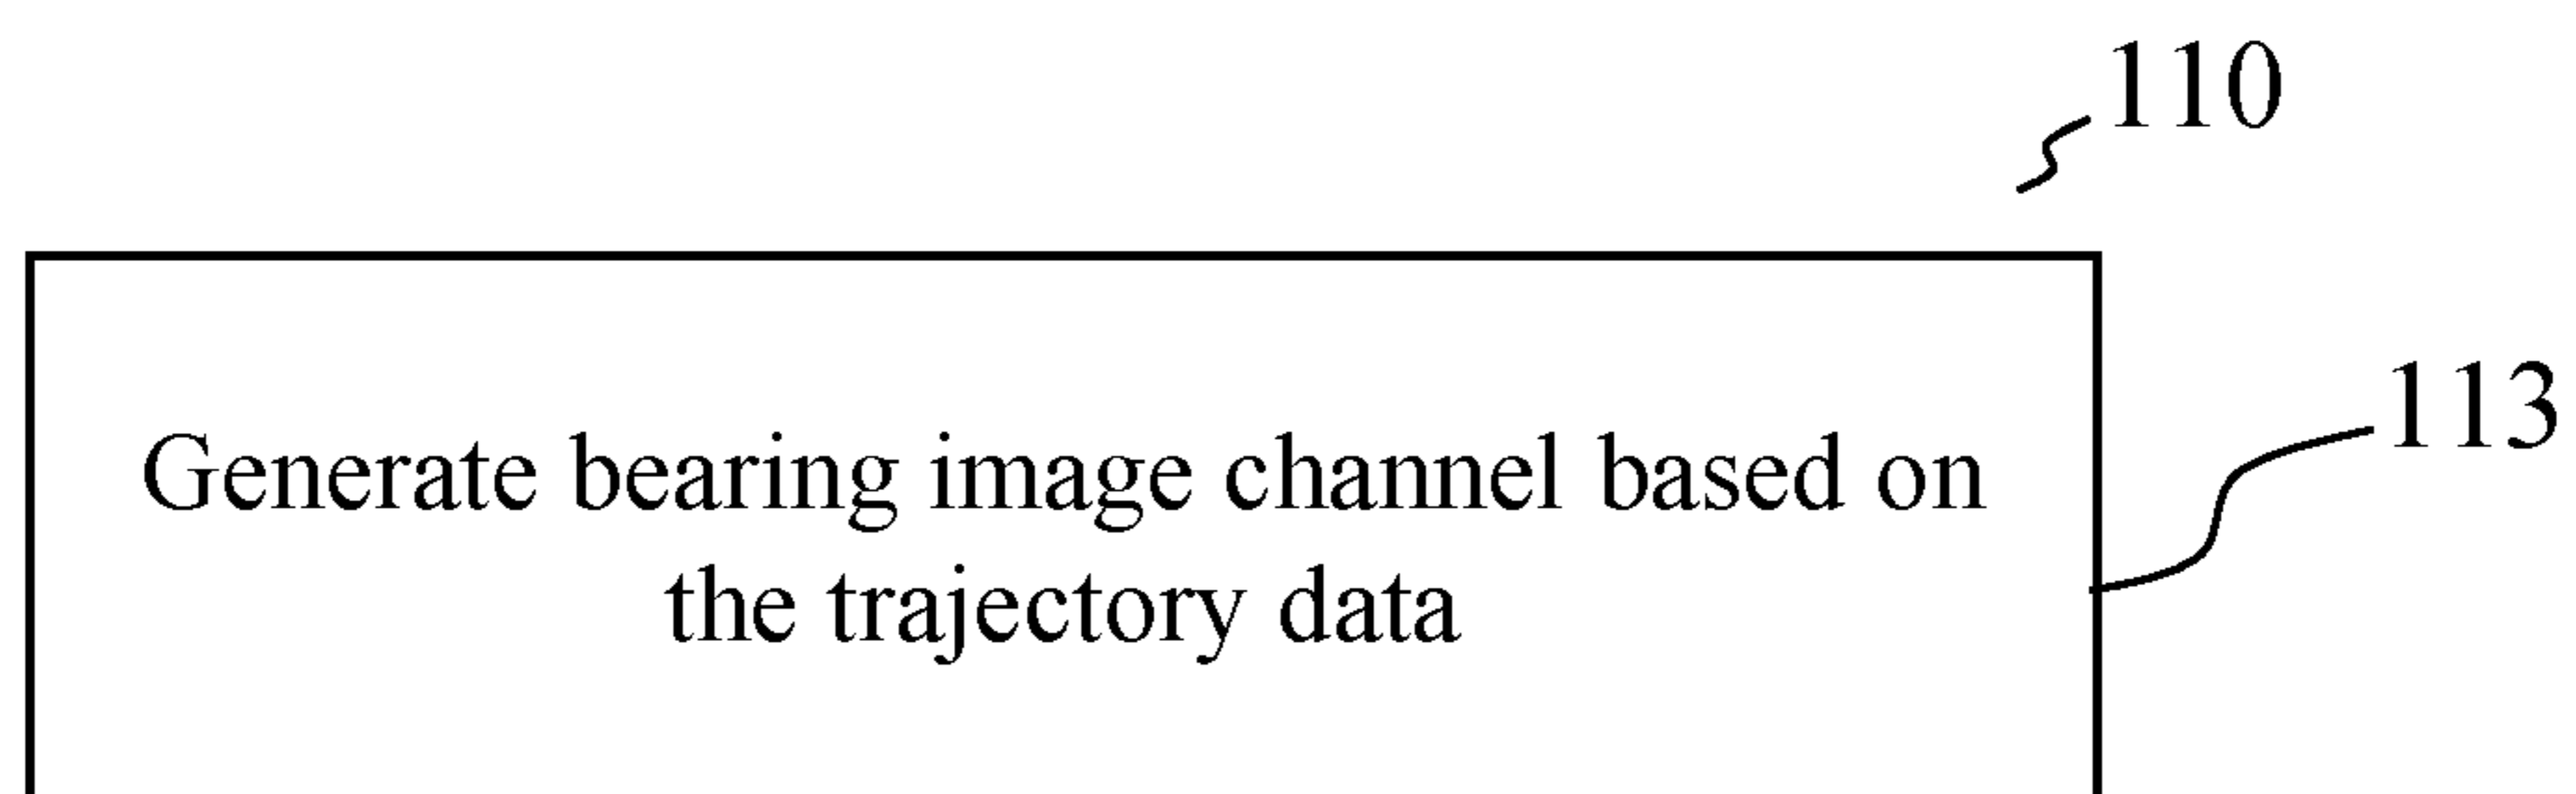 110
113
Generate bearing image channel based on
the trajectory data